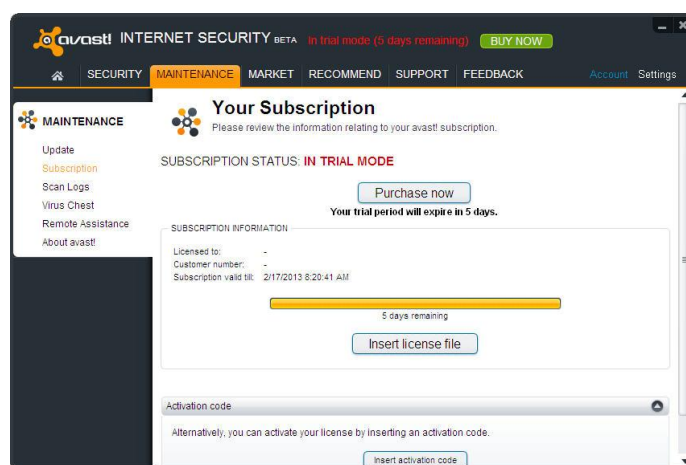 avast! INTERNET SECURITY BETA in trial mode (5 days remaining) BUY NOW
SECURITY MAINTENANCE MARKET RECOMMEND SUPPORT FEEDBACK Account Settings
MAINTENANCE
Update
Subscription
Scan Logs
Virus Chest
Remote Assistance
About avast!
Your Subscription
Please review the information relating to your avast! subscription.
SUBSCRIPTION STATUS: IN TRIAL MODE
Purchase now
Your trial period will expire in 5 days.
SUBSCRIPTION INFORMATION
Licensed to: -
Customer number: -
Subscription valid till: 2/17/2013 8:20:41 AM
5 days remaining
Insert license file
Activation code
Alternatively, you can activate your license by inserting an activation code.
Insert activation code